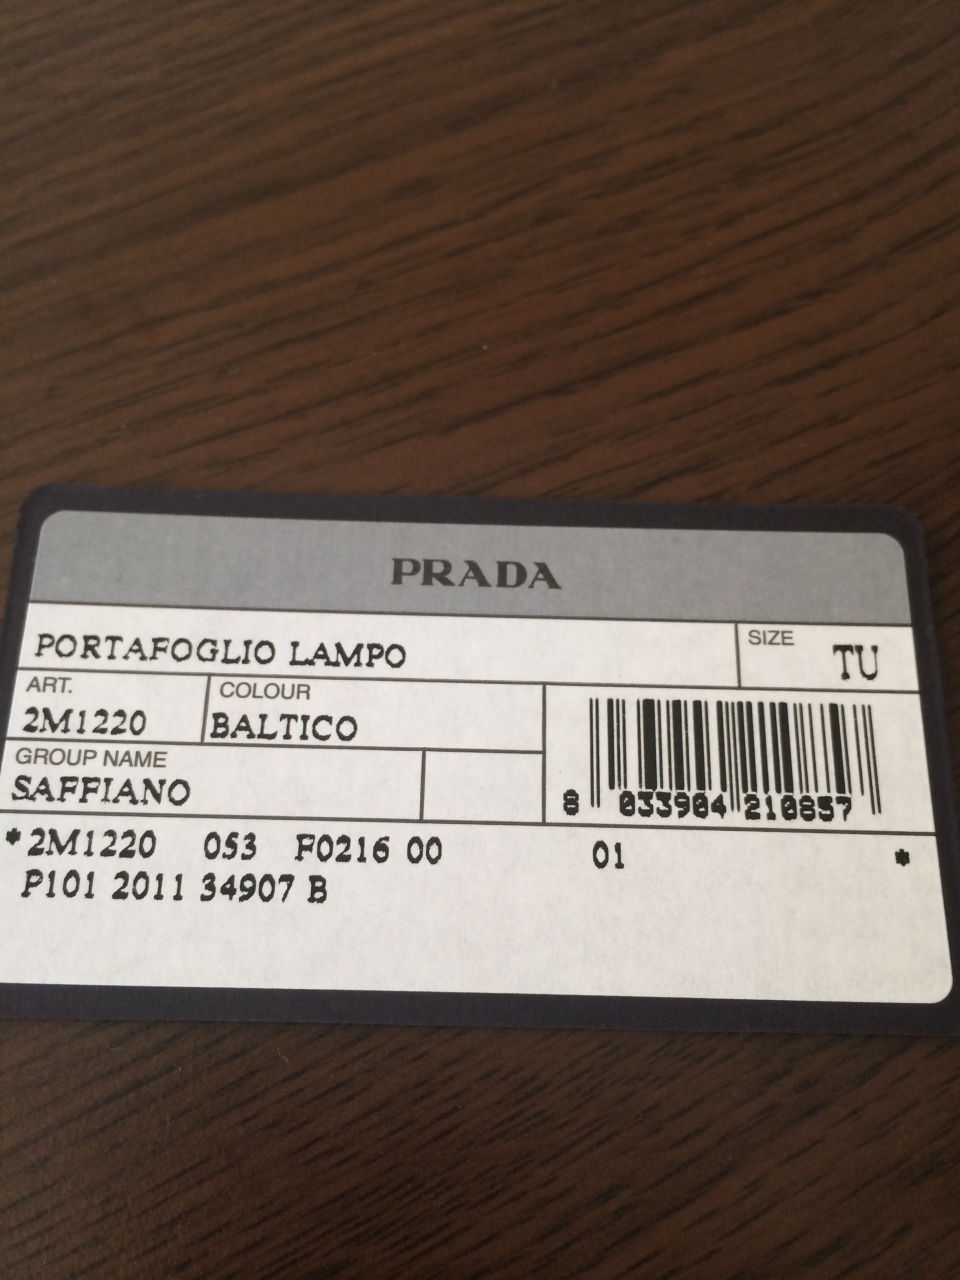 PRADA
PORTAFOGLIO LAMPO
SIZE
TU
ART.
2M1220
COLOUR
BALTICO
GROUP NAME
SAFFIANO
8 033904 210857
*2M1220 053 F0216 00 01 *
P101 2011 34907 B